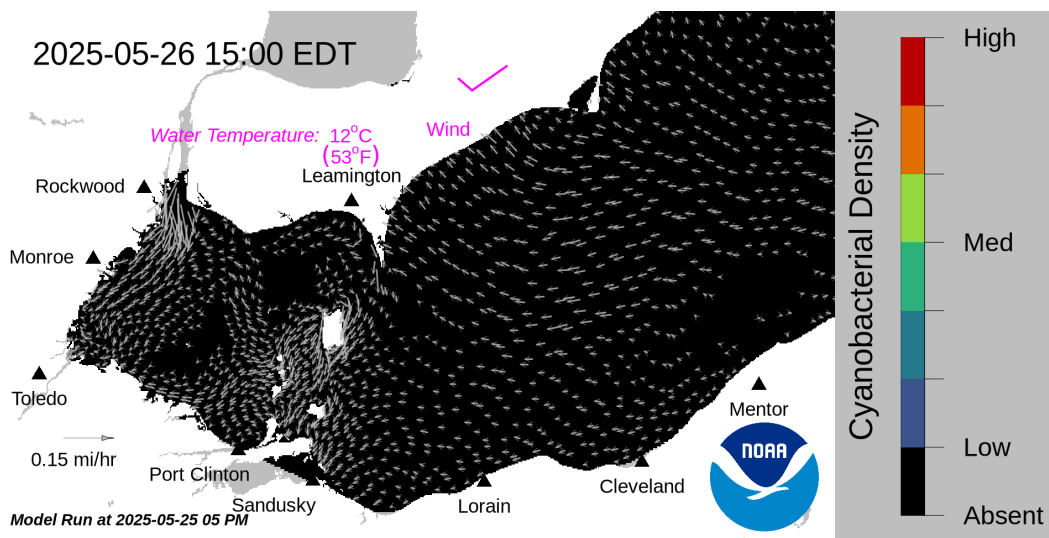 2025-05-26 15:00 EDT
Water Temperature: 12°C
(53°F)
Wind
Leamington
Rockwood
Monroe
Toledo
0.15 mi/hr
Port Clinton
Sandusky
Lorain
Cleveland
Mentor
NOAA
Model Run at 2025-05-25 05 PM
Cyanobacterial Density
High
Med
Low
Absent